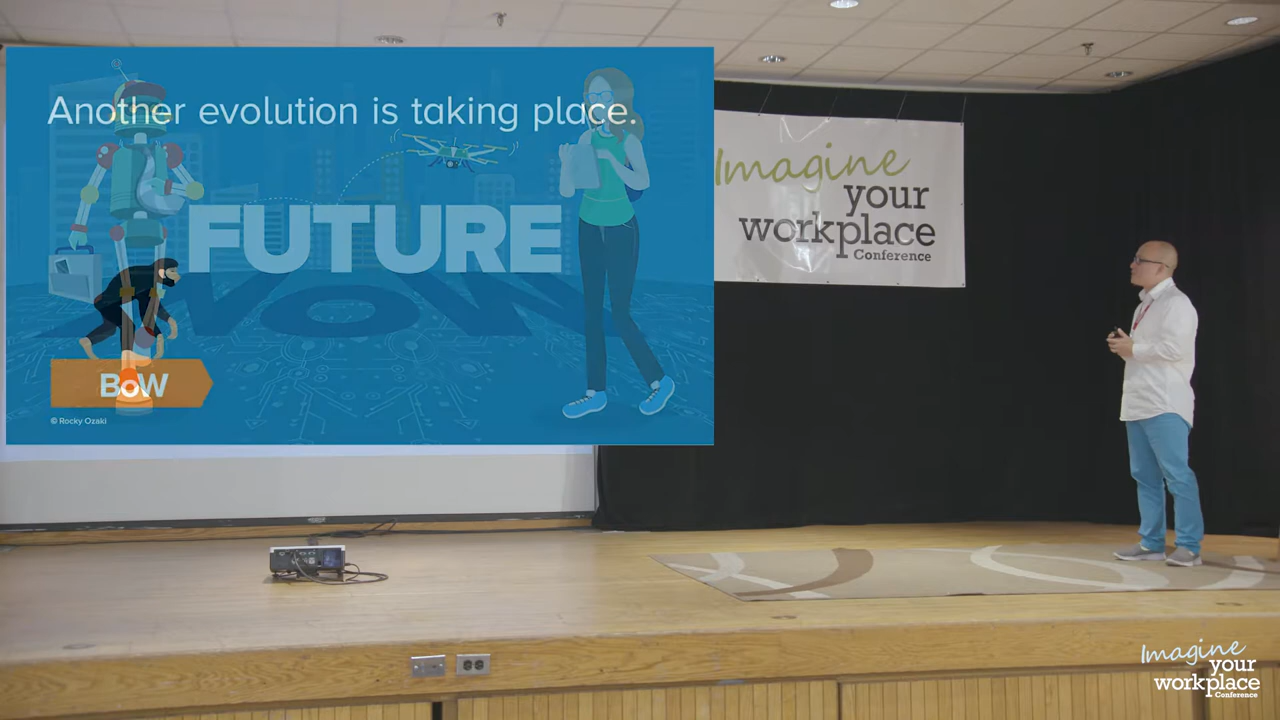 Another evolution is taking place.
FUTURE
NOW
BoW
© Rocky Ozaki
Imagine
your
workplace
Conference
Imagine
your
workplace
Conference